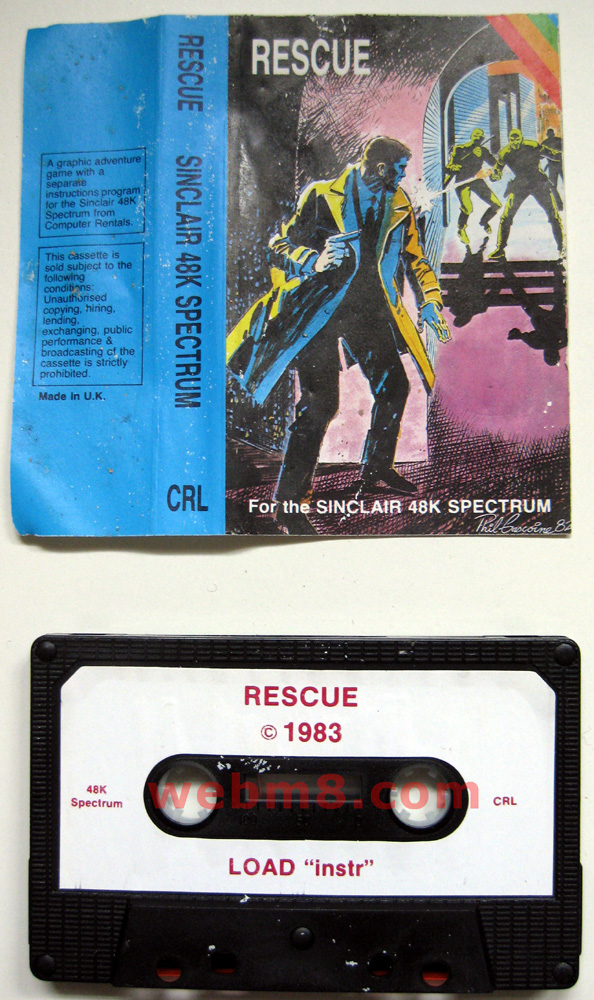 RESCUE
SINCLAIR 48K SPECTRUM
CRL
A graphic adventure
game with a
separate
instructions program
for the Sinclair 48K
Spectrum from
Computer Rentals.
This cassette is
sold subject to the
following
conditions:
Unauthorised
copying, hiring,
lending,
exchanging, public
performance &
broadcasting of the
cassette is strictly
prohibited.
Made in U.K.
RESCUE
For the SINCLAIR 48K SPECTRUM
Phil Gascoine 82
RESCUE
© 1983
48K
Spectrum
webm8.com
CRL
LOAD “instr”